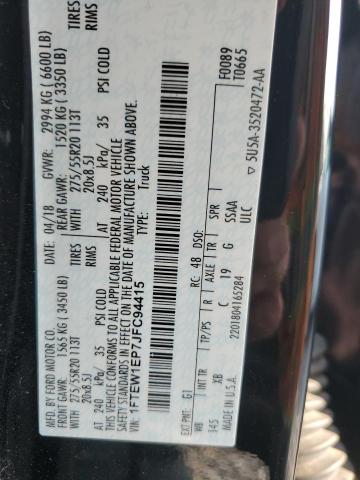 MFD. BY FORD MOTOR CO.
DATE: 04/18 GVWR: 2994 KG ( 6600 LB)
FRONT GAWR: 1565 KG ( 3450 LB) REAR GAWR: 1520 KG ( 3350 LB)
WITH 275/55R20 113T TIRES WITH 275/55R20 113T TIRES
20x8.5J RIMS 20x8.5J RIMS
AT 240 kPa/ 35 PSI COLD AT 240 kPa/ 35 PSI COLD
THIS VEHICLE CONFORMS TO ALL APPLICABLE FEDERAL MOTOR VEHICLE
SAFETY STANDARDS IN EFFECT ON THE DATE OF MANUFACTURE SHOWN ABOVE.
VIN: 1FTEW1EP7JFC94415 TYPE: Truck
F0089
T0665
EXT PNT: G1 RC: 48 DSO:
WB INT TR TP/PS R AXLE TR SPR
145 XB C 19 G SSAA
ULC
MADE IN U.S.A. 2201804165284 ▽ 5U5A-3520472-AA